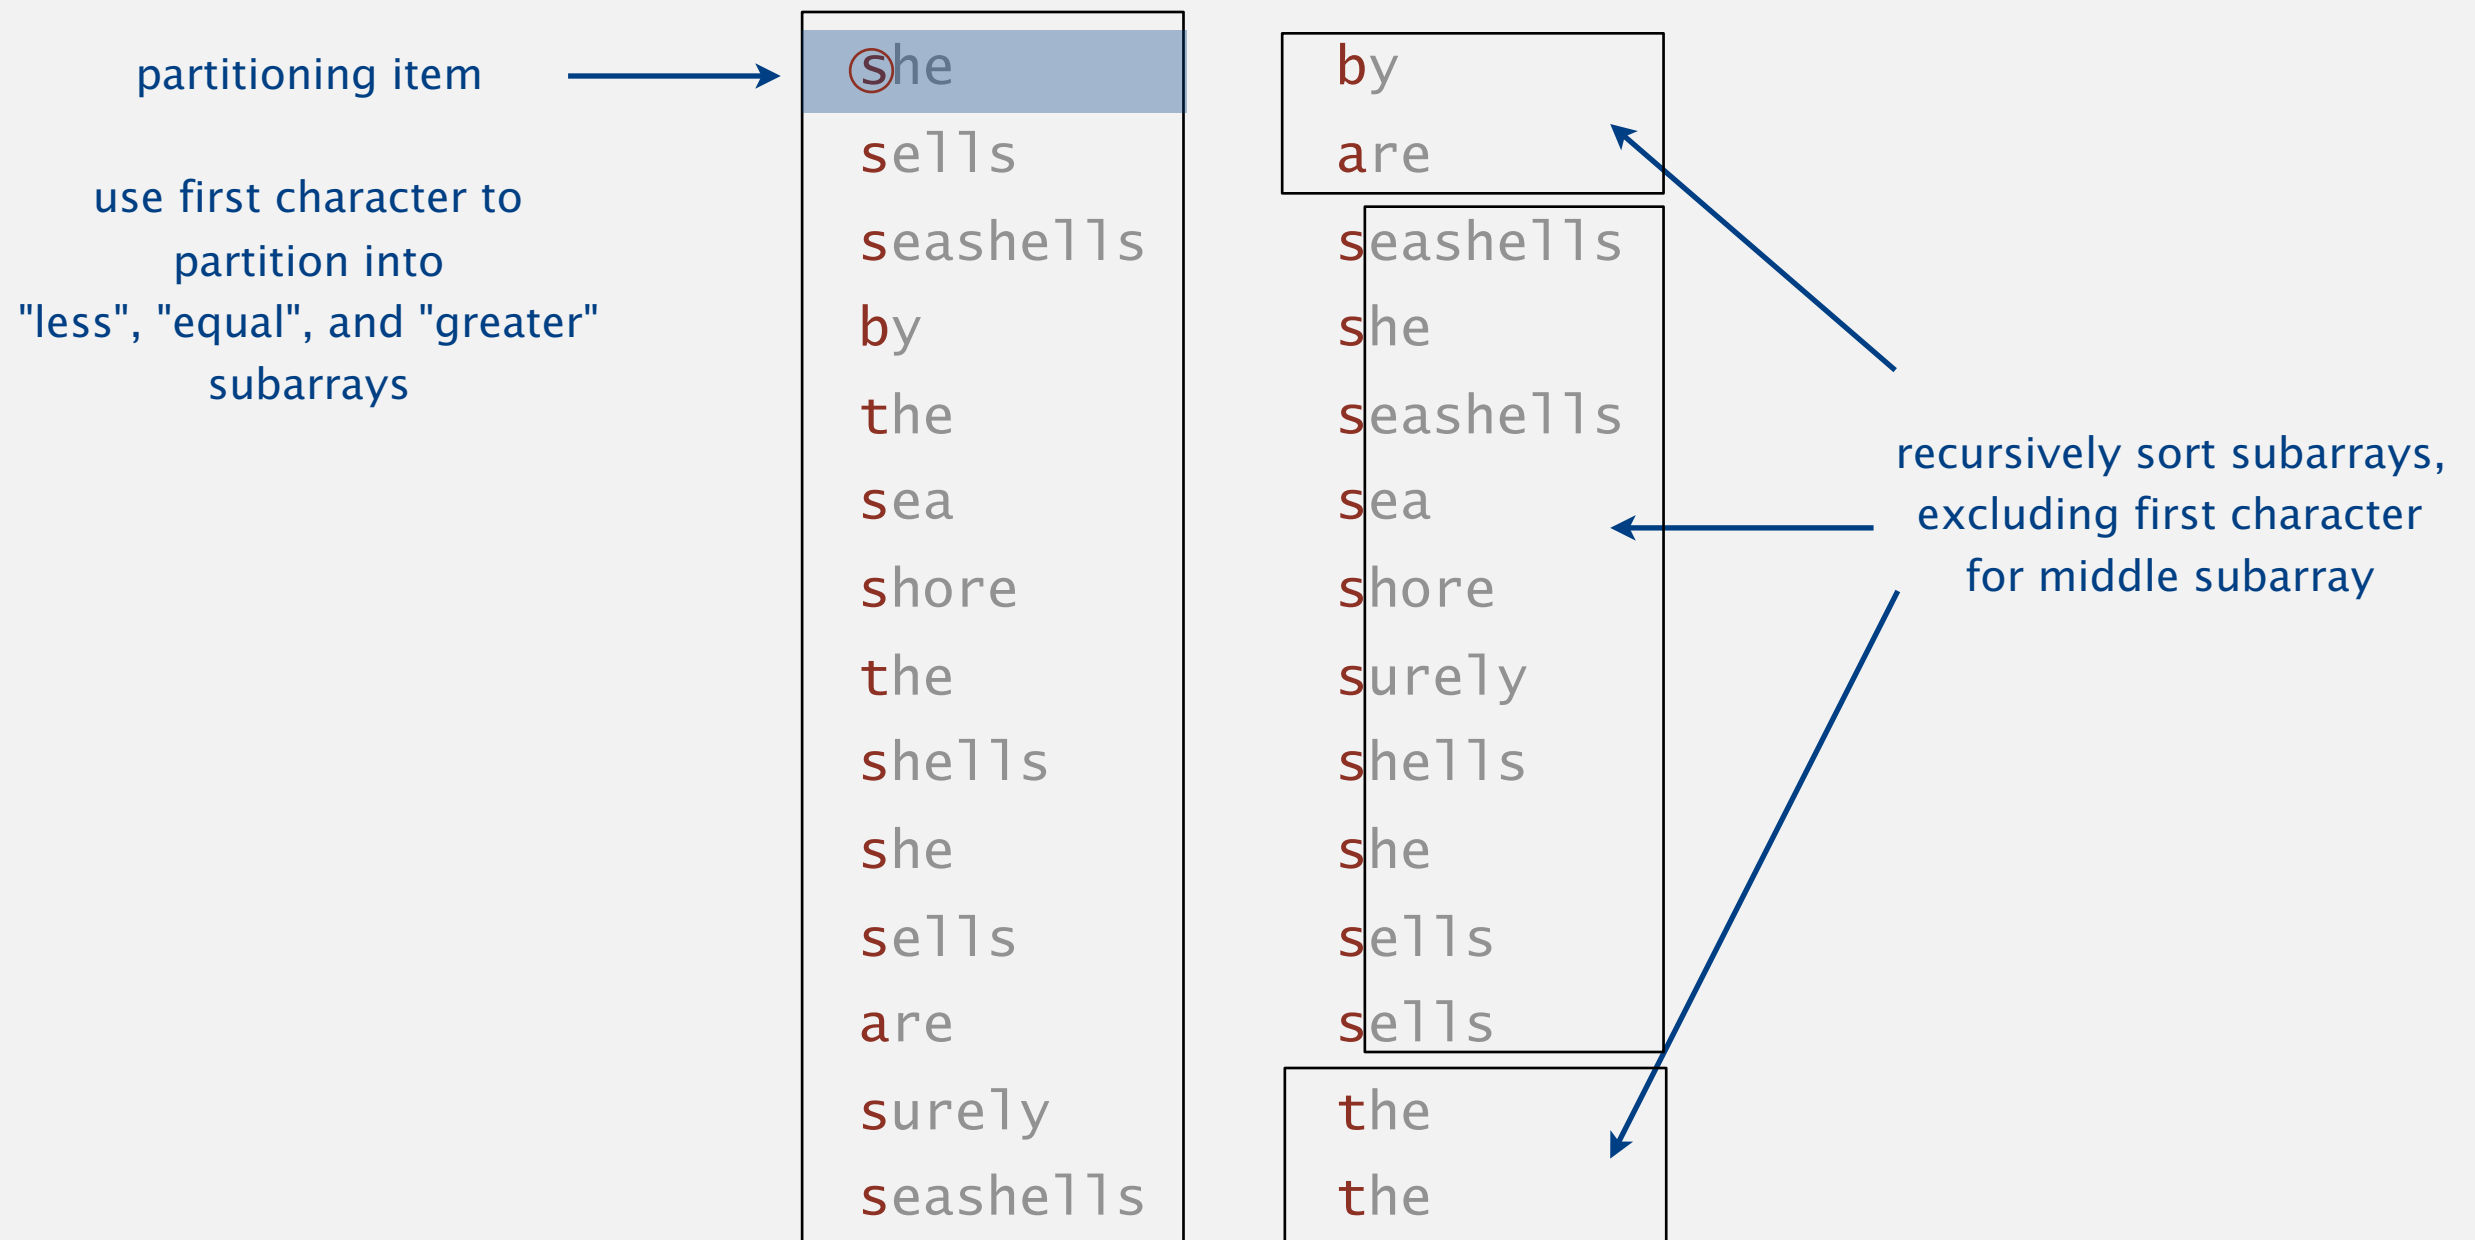 partitioning item
use first character to
partition into
"less", "equal", and "greater"
subarrays
she
sells
seashells
by
the
sea
shore
the
shells
she
sells
are
surely
seashells
by
are
seashells
she
seashells
sea
shore
surely
shells
she
sells
sells
the
the
recursively sort subarrays,
excluding first character
for middle subarray